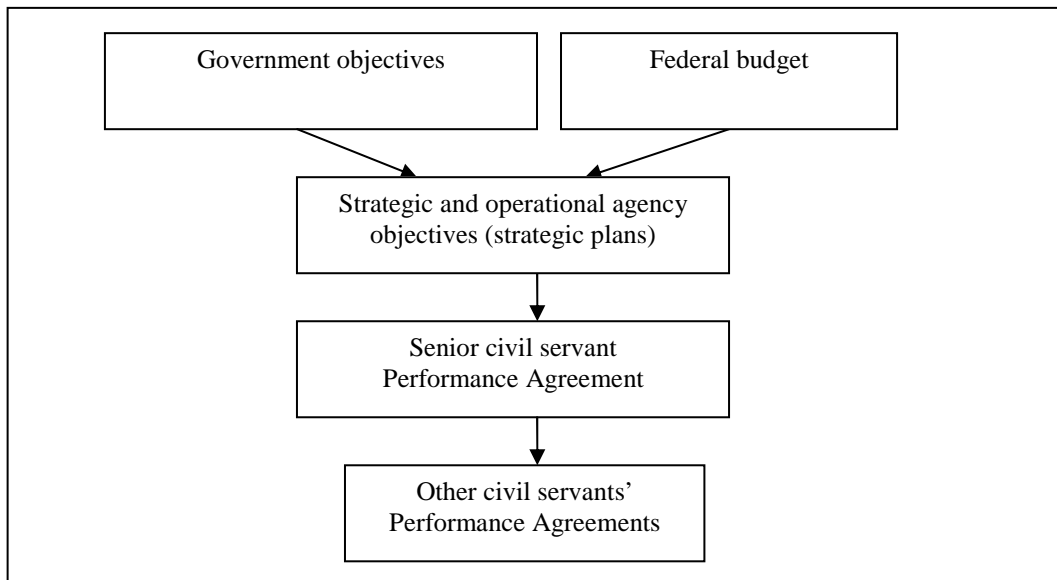 Government objectives
Federal budget
Strategic and operational agency
objectives (strategic plans)
Senior civil servant
Performance Agreement
Other civil servants’
Performance Agreements